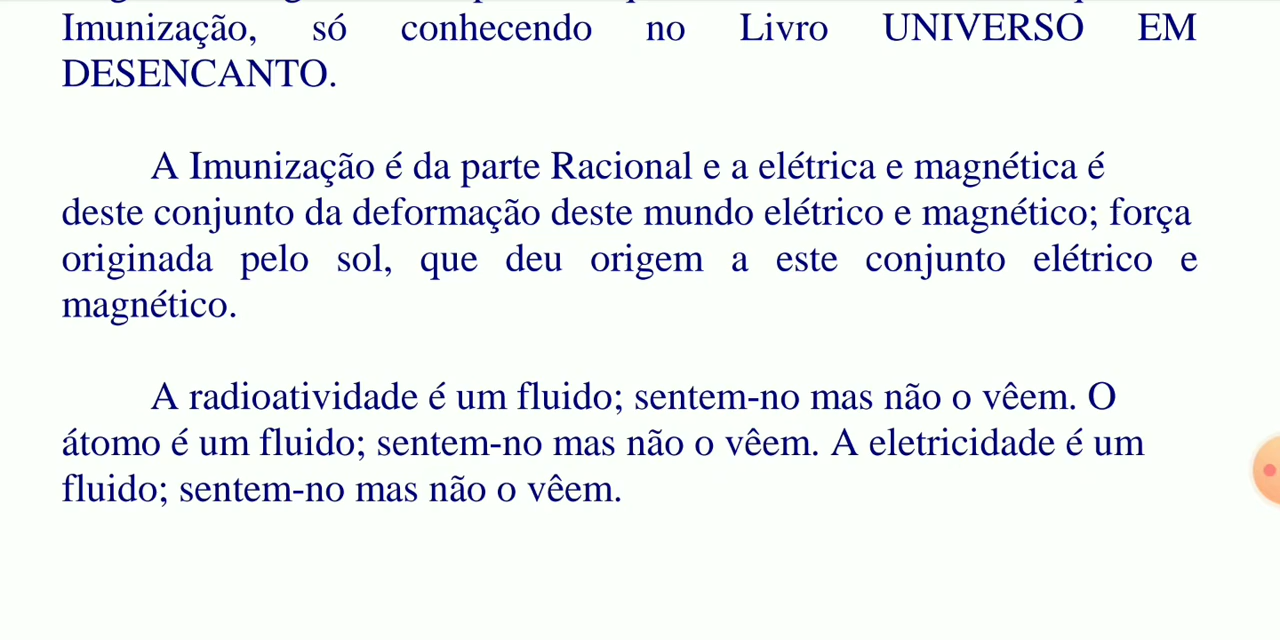 Imunização, só conhecendo no Livro UNIVERSO EM
DESENCANTO.
A Imunização é da parte Racional e a elétrica e magnética é
deste conjunto da deformação deste mundo elétrico e magnético; força
originada pelo sol, que deu origem a este conjunto elétrico e
magnético.
A radioatividade é um fluido; sentem-no mas não o vêem. O
átomo é um fluido; sentem-no mas não o vêem. A eletricidade é um
fluido; sentem-no mas não o vêem.